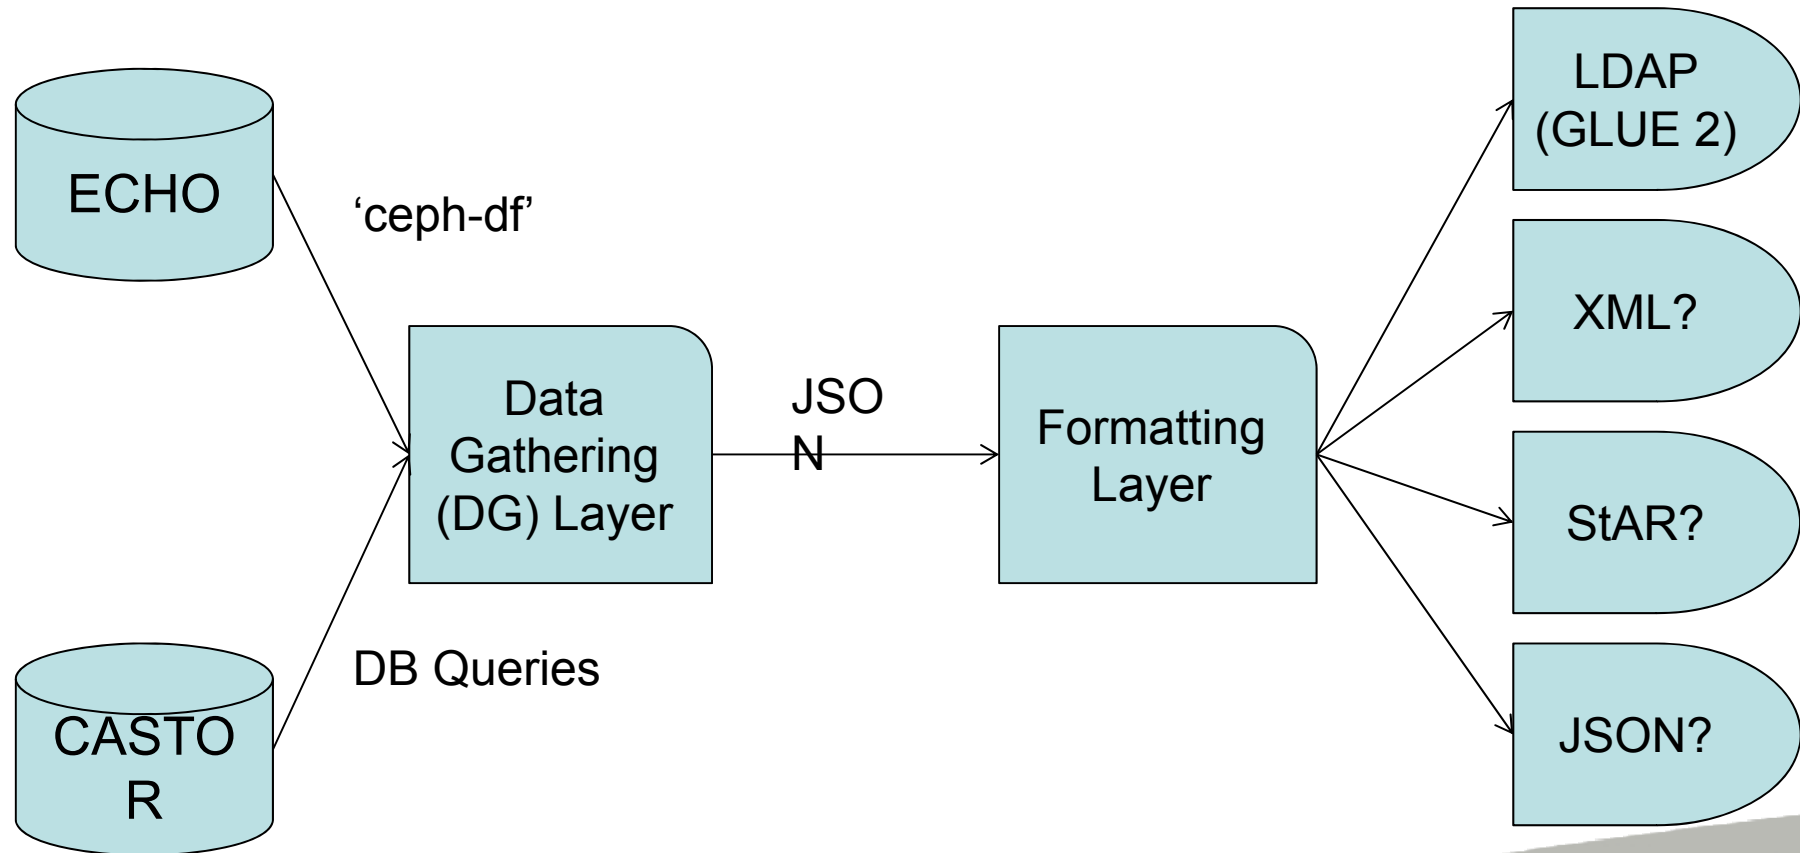 ECHO
‘ceph-df’
CASTO
R
DB Queries
Data
Gathering
(DG) Layer
JSO
N
Formatting
Layer
LDAP
(GLUE 2)
XML?
StAR?
JSON?